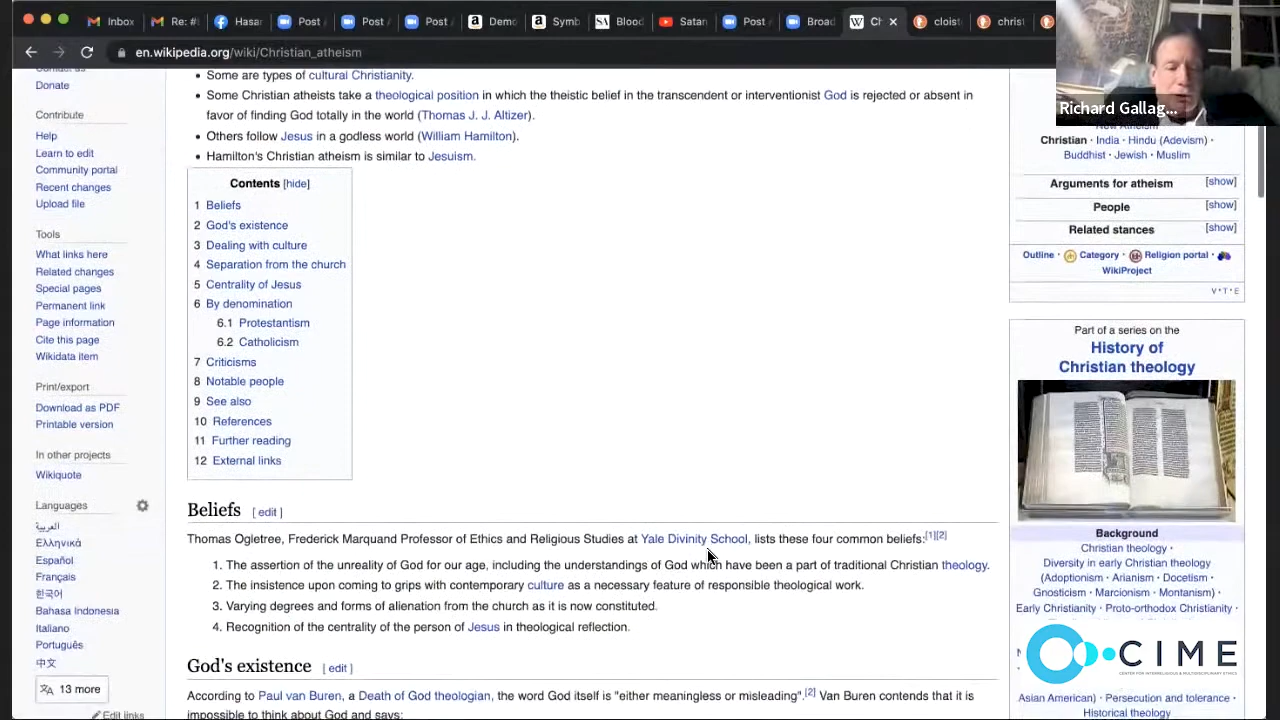 Inbox
Re: #
Hasar
Post
Post
Post
Demo
Symb
Blood
Satan
Post
Broad
Ch
cloist
christ
en.wikipedia.org/wiki/Christian_atheism
Richard Gallag...
Donate
Contribute
Help
Learn to edit
Community portal
Recent changes
Upload file
Tools
What links here
Related changes
Special pages
Permanent link
Page information
Cite this page
Wikidata item
Print/export
Download as PDF
Printable version
In other projects
Wikiquote
Languages
العربية
Ελληνικά
Español
Français
한국어
Bahasa Indonesia
Italiano
Português
中文
13 more
Edit links
• Some are types of cultural Christianity.
• Some Christian atheists take a theological position in which the theistic belief in the transcendent or interventionist God is rejected or absent in
favor of finding God totally in the world (Thomas J. J. Altizer).
• Others follow Jesus in a godless world (William Hamilton).
• Hamilton's Christian atheism is similar to Jesuism.
Contents [hide]
1 Beliefs
2 God's existence
3 Dealing with culture
4 Separation from the church
5 Centrality of Jesus
6 By denomination
6.1 Protestantism
6.2 Catholicism
7 Criticisms
8 Notable people
9 See also
10 References
11 Further reading
12 External links
Beliefs [ edit ]
Thomas Ogletree, Frederick Marquand Professor of Ethics and Religious Studies at Yale Divinity School, lists these four common beliefs:[1][2]
1. The assertion of the unreality of God for our age, including the understandings of God which have been a part of traditional Christian theology.
2. The insistence upon coming to grips with contemporary culture as a necessary feature of responsible theological work.
3. Varying degrees and forms of alienation from the church as it is now constituted.
4. Recognition of the centrality of the person of Jesus in theological reflection.
God's existence [ edit ]
According to Paul van Buren, a Death of God theologian, the word God itself is "either meaningless or misleading".[2] Van Buren contends that it is
impossible to think about God and says:
New Atheism
Christian · India · Hindu (Adevism) ·
Buddhist · Jewish · Muslim
Arguments for atheism [show]
People [show]
Related stances [show]
Outline · Category · Religion portal ·
WikiProject
V·T·E
Part of a series on the
History of
Christian theology
Background
Christian theology ·
Diversity in early Christian theology
(Adoptionism · Arianism · Docetism ·
Gnosticism · Marcionism · Montanism) ·
Early Christianity · Proto-orthodox Christianity ·
CIME
CENTER FOR INTERRELIGIOUS & MULTIDISCIPLINARY ETHICS
Asian American) · Persecution and tolerance ·
Historical theology